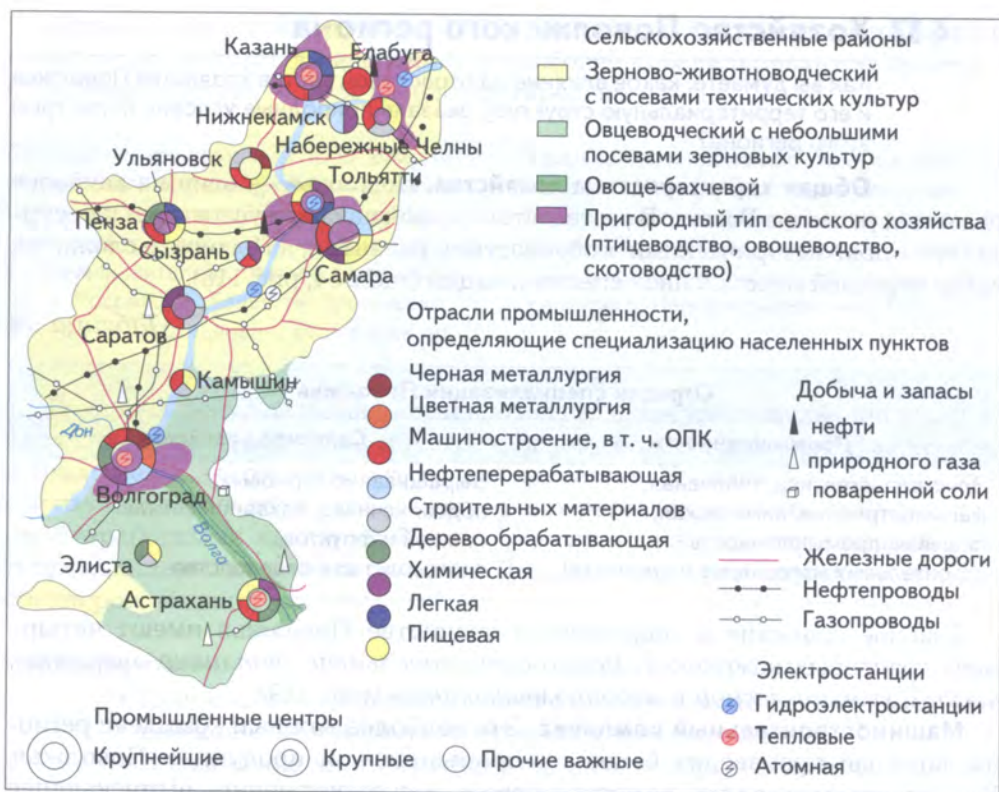 Казань
Елабуга
Нижнекамск
Набережные Челны
Ульяновск
Тольятти
Пенза
Сызрань
Самара
Саратов
Камышин
Дон
Волгоград
Волга
Элиста
Астрахань
Сельскохозяйственные районы
Зерново-животноводческий
с посевами технических культур
Овцеводческий с небольшими
посевами зерновых культур
Овоще-бахчевой
Пригородный тип сельского хозяйства
(птицеводство, овощеводство,
скотоводство)
Отрасли промышленности,
определяющие специализацию населенных пунктов
Черная металлургия
Цветная металлургия
Машиностроение, в т. ч. ОПК
Нефтеперерабатывающая
Строительных материалов
Деревообрабатывающая
Химическая
Легкая
Пищевая
Добыча и запасы
нефти
природного газа
поваренной соли
Железные дороги
Нефтепроводы
Газопроводы
Электростанции
Гидроэлектростанции
Тепловые
Атомная
Промышленные центры
Крупнейшие
Крупные
Прочие важные